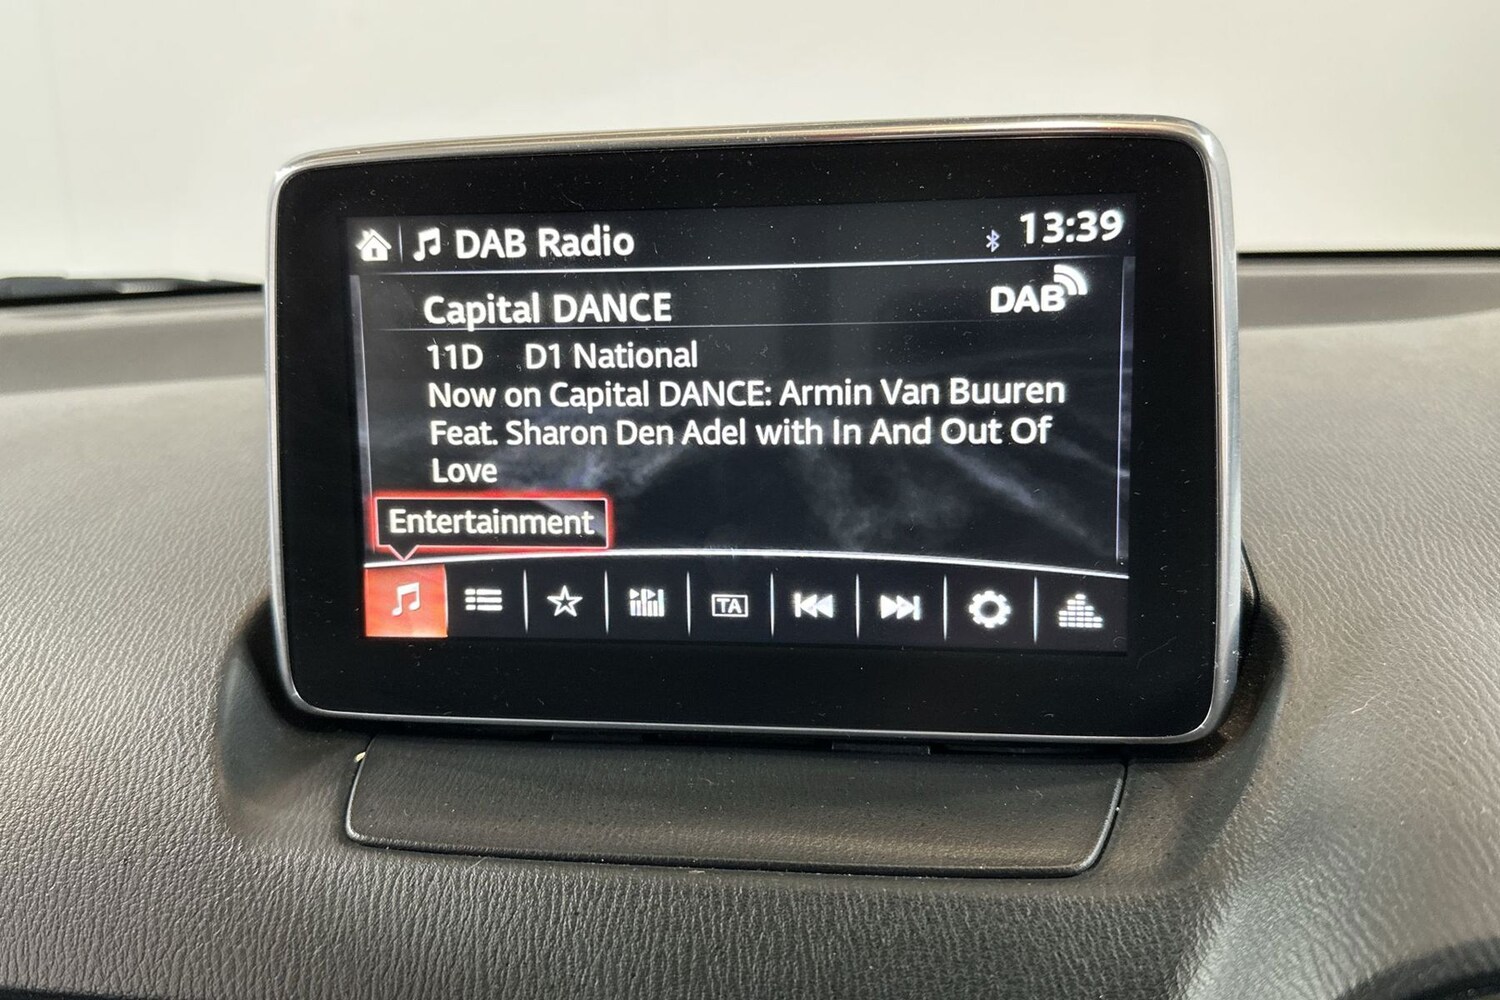 DAB Radio 13:39
Capital DANCE DAB
11D D1 National
Now on Capital DANCE: Armin Van Buuren
Feat. Sharon Den Adel with In And Out Of
Love
Entertainment
TA